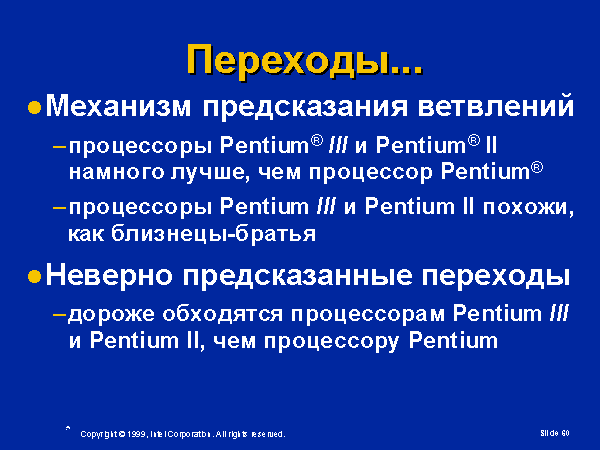 Переходы...
●Механизм предсказания ветвлений
–процессоры Pentium® III и Pentium® II
намного лучше, чем процессор Pentium®
–процессоры Pentium III и Pentium II похожи,
как близнецы-братья
●Неверно предсказанные переходы
–дороже обходятся процессорам Pentium III
и Pentium II, чем процессору Pentium
* Copyright © 1999, Intel Corporation. All rights reserved.
Slide 60